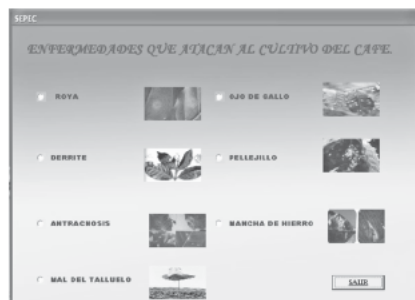 SEPEC
ENFERMEDADES QUE ATACAN AL CULTIVO DEL CAFE.
ROYA
OJO DE GALLO
DERRITE
PELLEJILLO
ANTRACNOSIS
MANCHA DE HIERRO
MAL DEL TALLUELO
SALIR